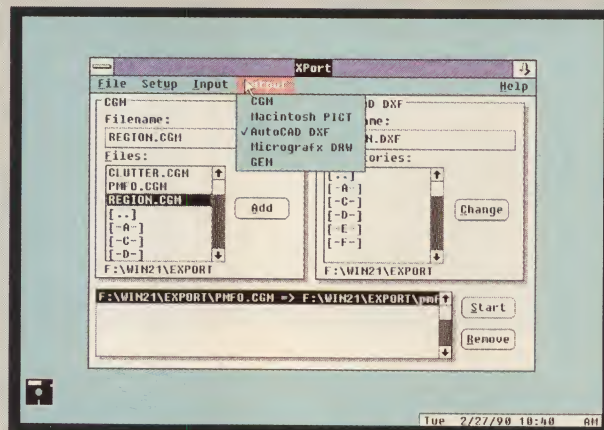 XPort
File Setup Input Output Help
CGM
Macintosh PICT
✓AutoCAD DXF
Micrografx DRW
GEM
CGM
Filename:
REGION.CGM
Files:
CLUTTER.CGM
PMFO.CGM
REGION.CGM
[..]
[-A-]
[-C-]
[-D-]
F:\WIN21\EXPORT
Add
D DXF
me:
N.DXF
ories:
[..]
[-A-]
[-C-]
[-D-]
[-E-]
[-F-]
F:\WIN21\EXPORT
Change
F:\WIN21\EXPORT\PMFO.CGM => F:\WIN21\EXPORT\pmf
Start
Remove
Tue 2/27/90 10:40 AM